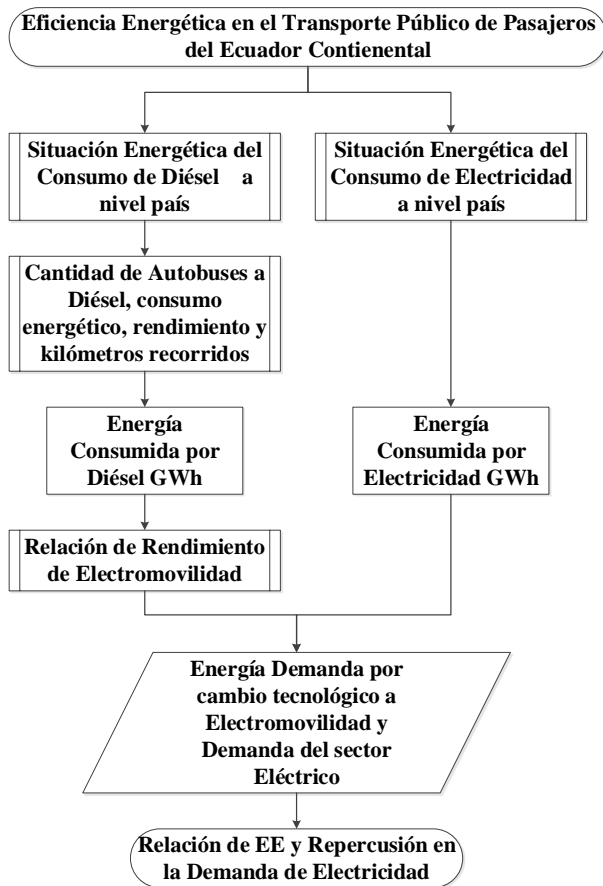 Eficiencia Energética en el Transporte Público de Pasajeros
del Ecuador Contienental
Situación Energética del
Consumo de Diésel a
nivel país
Situación Energética del
Consumo de Electricidad
a nivel país
Cantidad de Autobuses a
Diésel, consumo
energético, rendimiento y
kilómetros recorridos
Energía
Consumida por
Diésel GWh
Energía
Consumida por
Electricidad GWh
Relación de Rendimiento
de Electromovilidad
Energía Demanda por
cambio tecnológico a
Electromovilidad y
Demanda del sector
Eléctrico
Relación de EE y Repercusión en
la Demanda de Electricidad